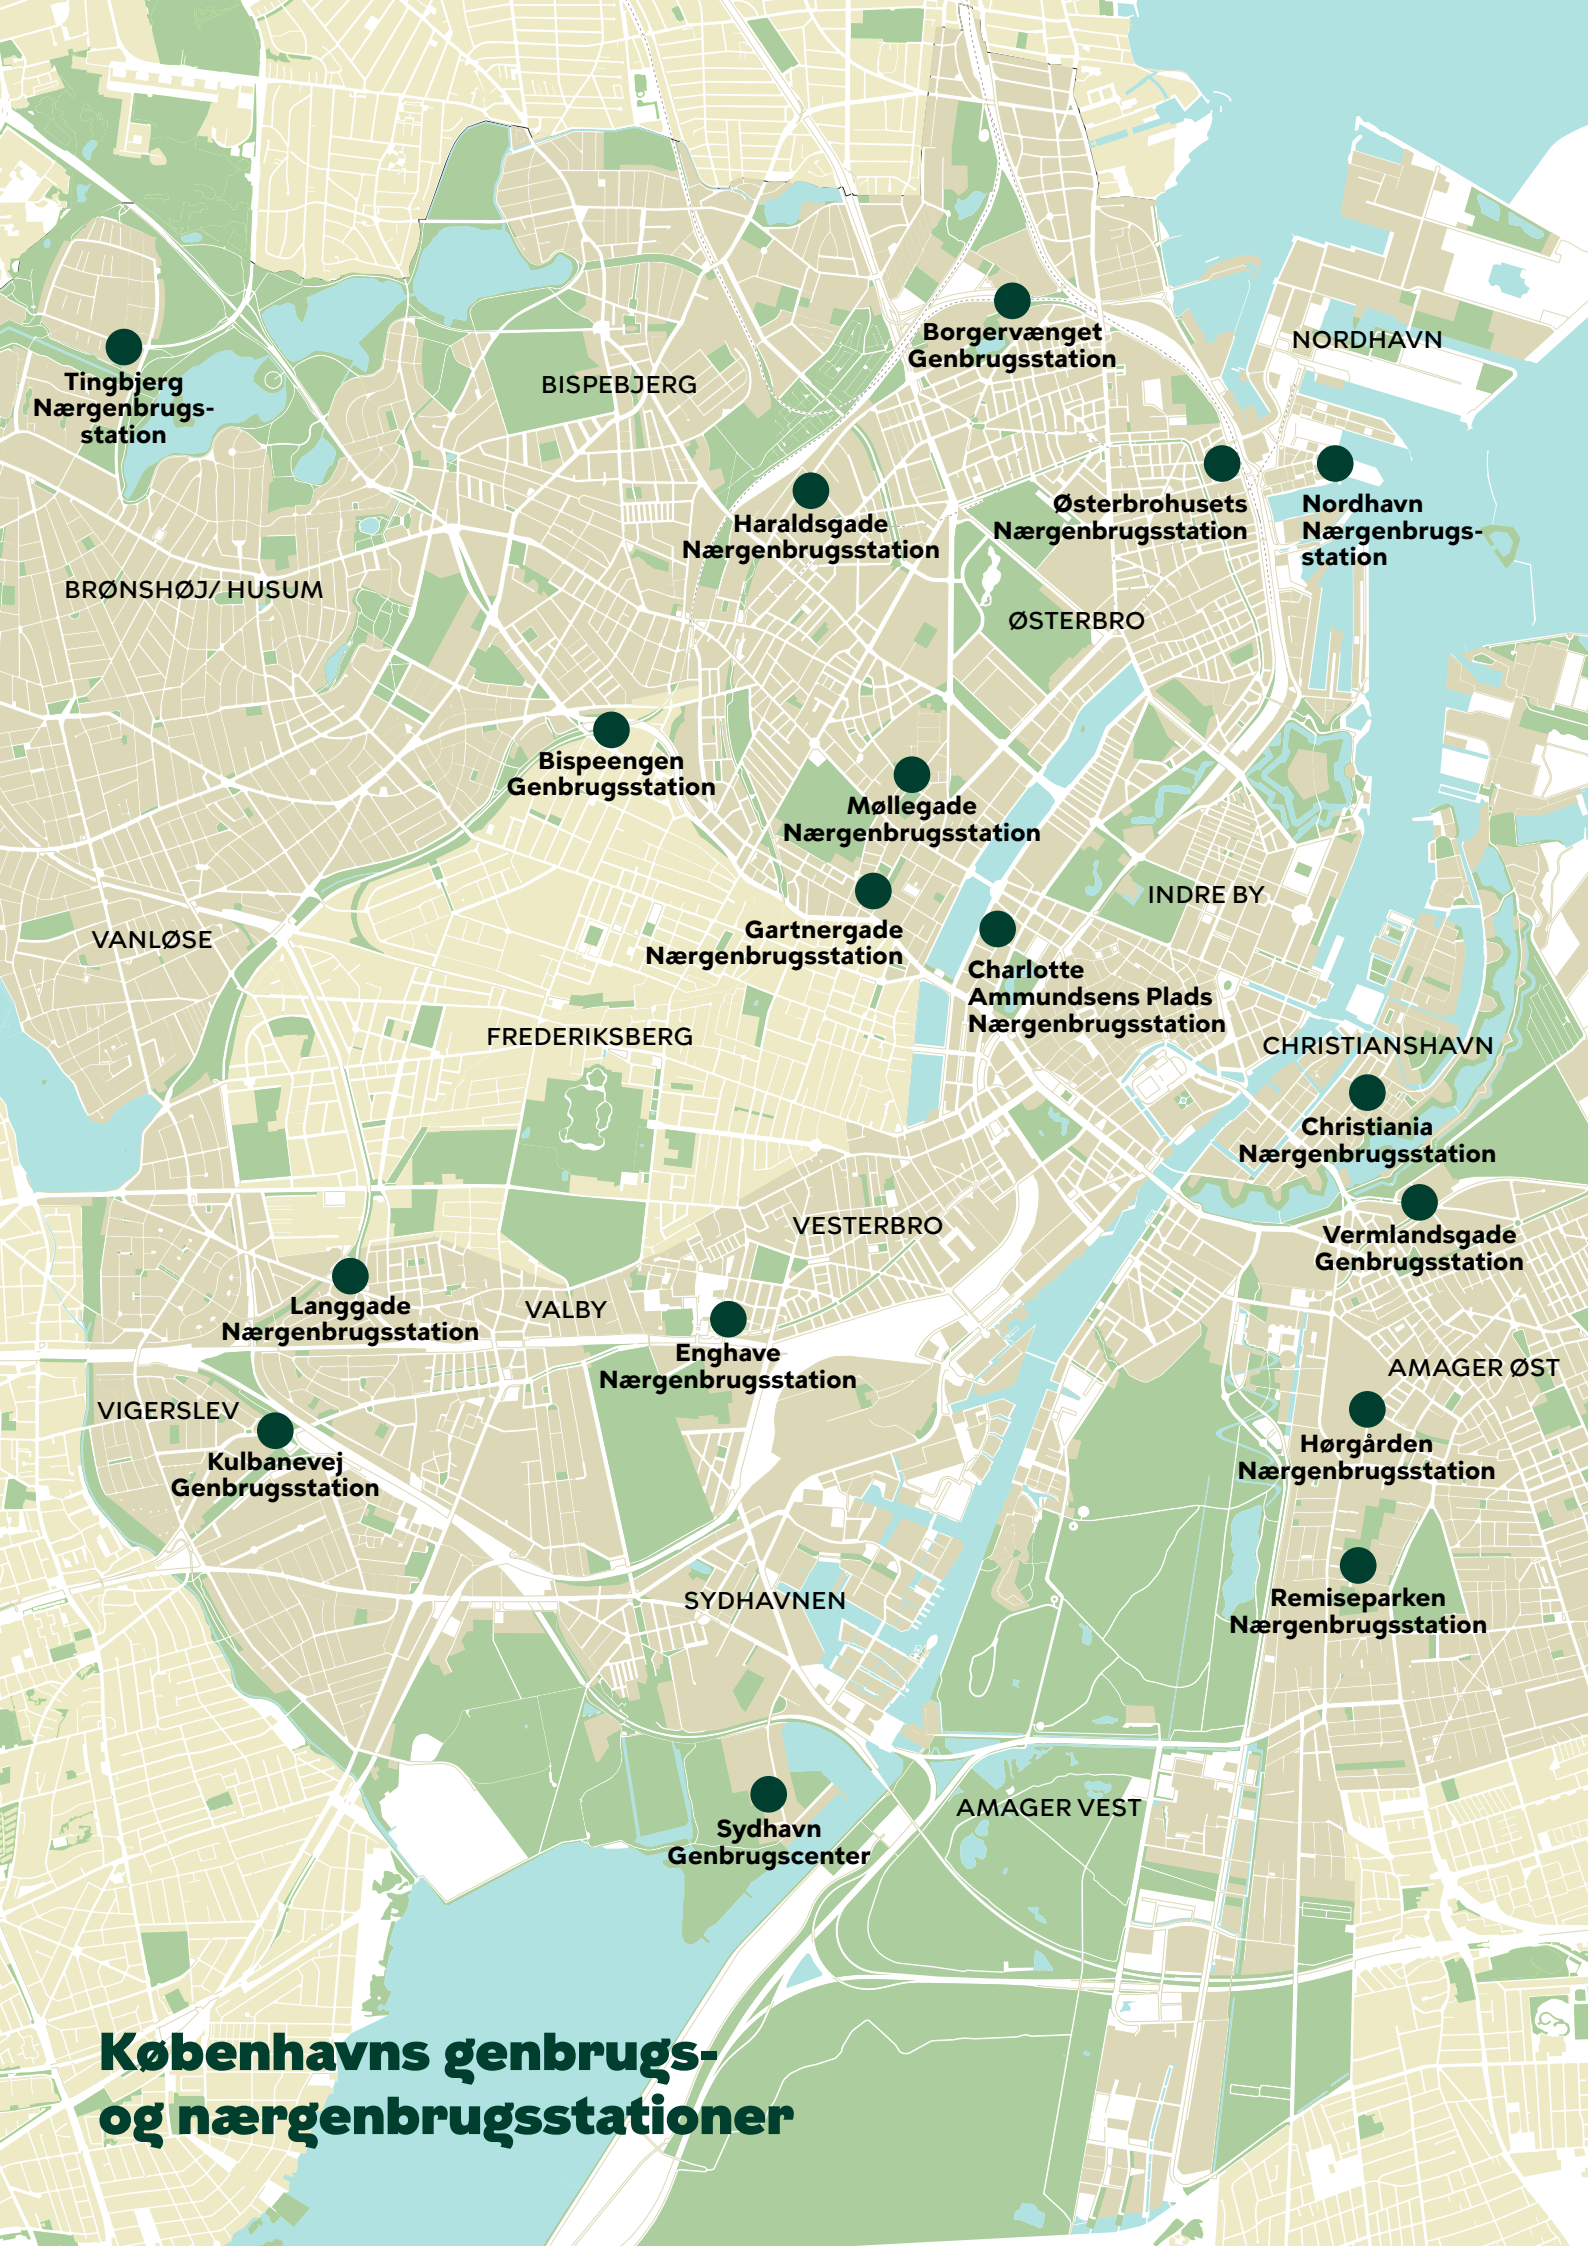 Borgervænget
Genbrugsstation
NORDHAVN
Tingbjerg
Nærgenbrugs-
station
BISPEBJERG
Haraldsgade
Nærgenbrugsstation
Østerbrohusets
Nærgenbrugsstation
Nordhavn
Nærgenbrugs-
station
BRØNSHØJ/ HUSUM
ØSTERBRO
Bispeengen
Genbrugsstation
Møllegade
Nærgenbrugsstation
INDRE BY
VANLØSE
Gartnergade
Nærgenbrugsstation
Charlotte
Ammundsens Plads
Nærgenbrugsstation
FREDERIKSBERG
CHRISTIANSHAVN
Christiania
Nærgenbrugsstation
VESTERBRO
Vermlandsgade
Genbrugsstation
Langgade
Nærgenbrugsstation
VALBY
Enghave
Nærgenbrugsstation
AMAGER ØST
VIGERSLEV
Kulbanevej
Genbrugsstation
Hørgården
Nærgenbrugsstation
SYDHAVNEN
Remiseparken
Nærgenbrugsstation
AMAGER VEST
Sydhavn
Genbrugscenter
Københavns genbrugs-
og nærgenbrugsstationer